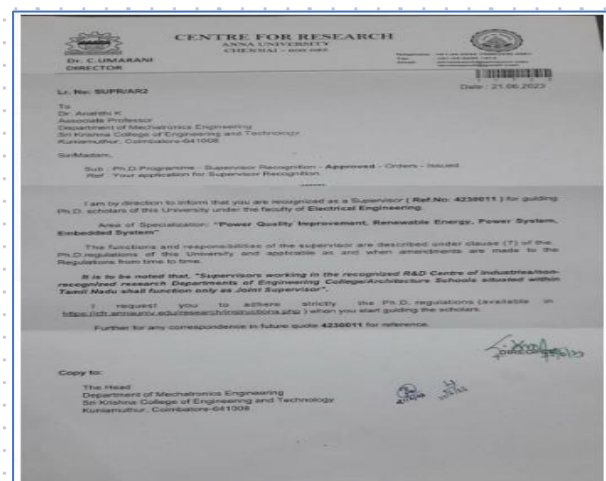 CENTRE FOR RESEARCH
ANNA UNIVERSITY
CHENNAI - 600 025
Dr. C.UMARANI
DIRECTOR
Date : 21.06.2023
Lr. No: SUPR/AR2
To
Dr. Ananthi K
Associate Professor
Department of Mechatronics Engineering
Sri Krishna College of Engineering and Technology
Kuniamuthur, Coimbatore-641008
Sir/Madam,
Sub : Ph.D.Programme - Supervisor Recognition - Approved - Orders - Issued
Ref : Your application for Supervisor Recognition
I am by direction to inform that you are recognized as a Supervisor ( Ref.No: 4230011 ) for guiding
Ph.D. scholars of this University under the faculty of Electrical Engineering.
Area of Specialization: "Power Quality Improvement, Renewable Energy, Power System,
Embedded System"
The functions and responsibilities of the supervisor are described under clause (7) of the
Ph.D.regulations of this University and applicable as and when amendments are made to the
Regulations from time to time.
It is to be noted that, "Supervisors working in the recognized R&D Centre of Industries/non-
recognized research Departments of Engineering College/Architecture Schools situated within
Tamil Nadu shall function only as Joint Supervisor".
I request you to adhere strictly the Ph.D. regulations (available in
https://cfr.annauniv.edu/research/instructions.php ) when you start guiding the scholars.
Further for any correspondence in future quote 4230011 for reference.
DIRECTOR
Copy to:
The Head
Department of Mechatronics Engineering
Sri Krishna College of Engineering and Technology
Kuniamuthur, Coimbatore-641008